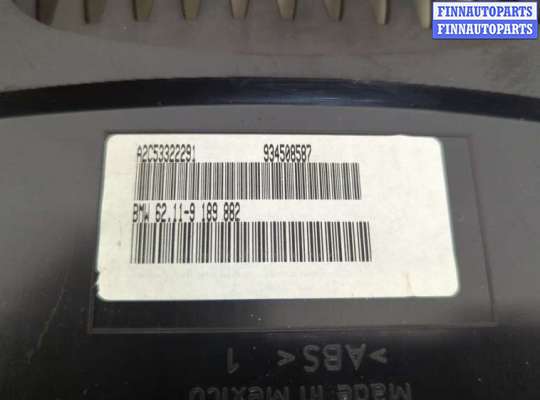 FINNAUTOPARTS
FINNAUTOPARTS
A2C53322291 934508587
BMW 62.11-9 189 882
>ABS< 1
Made in Mexico